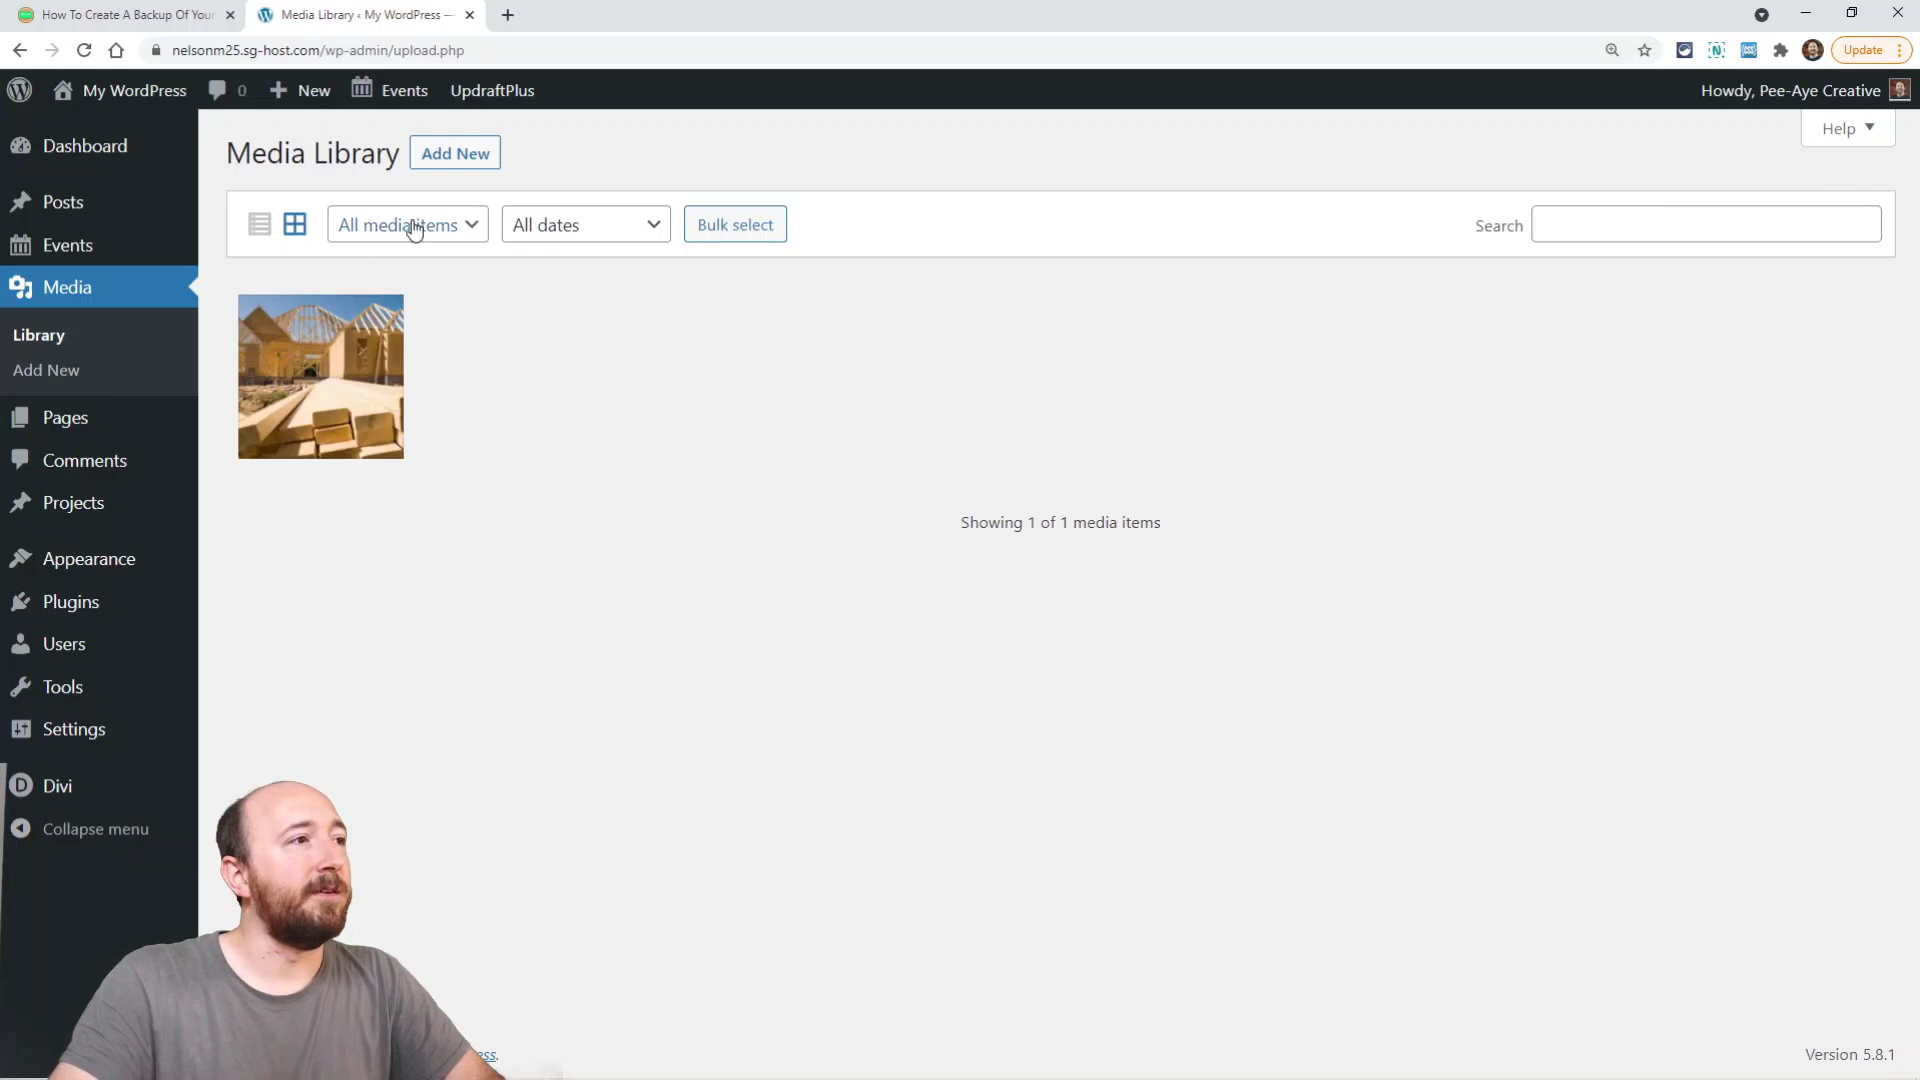 How To Create A Backup Of Your
Media Library ‹ My WordPress —
nelsonm25.sg-host.com/wp-admin/upload.php
Update
My WordPress
0
New
Events
UpdraftPlus
Howdy, Pee-Aye Creative
Dashboard
Posts
Events
Media
Library
Add New
Pages
Comments
Projects
Appearance
Plugins
Users
Tools
Settings
Divi
Collapse menu
Help
Media Library
Add New
All media items
All dates
Bulk select
Search
Showing 1 of 1 media items
Version 5.8.1